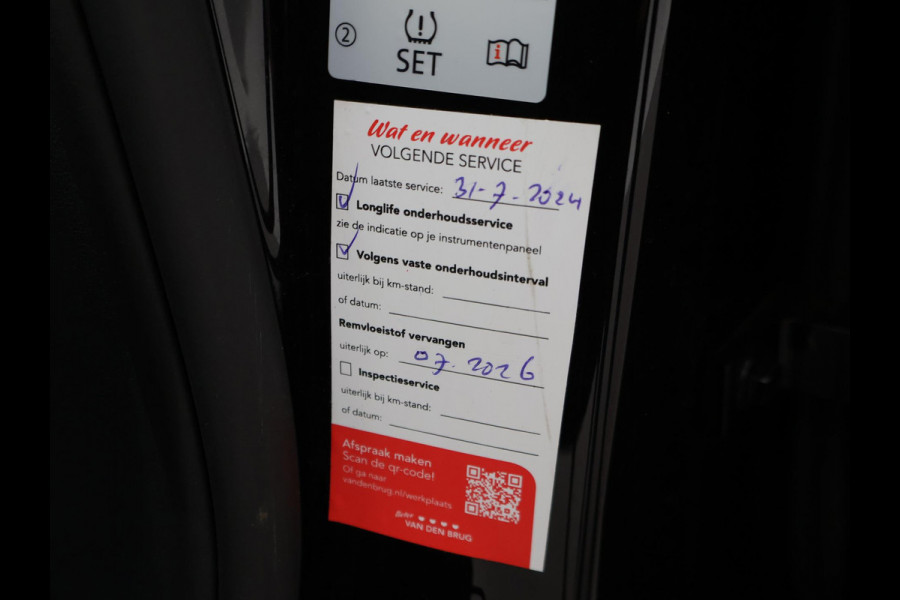 2 SET i
Wat en wanneer
VOLGENDE SERVICE
Datum laatste service: 31-7-2024
Longlife onderhoudsservice
zie de indicatie op je instrumentenpaneel
Volgens vaste onderhoudsinterval
uiterlijk bij km-stand:
of datum:
Remvloeistof vervangen
uiterlijk op: 07.2026
Inspectieservice
uiterlijk bij km-stand:
of datum:
Afspraak maken
Scan de qr-code!
Of ga naar
vandenbrug.nl/werkplaats
VAN DEN BRUG